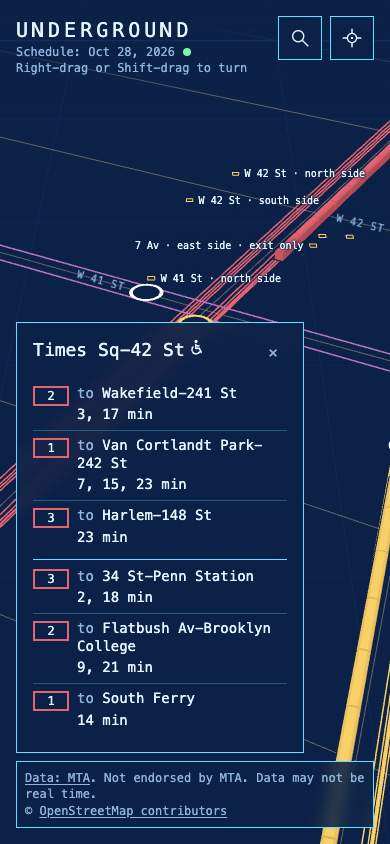 UNDERGROUND
Schedule: Oct 28, 2026
Right-drag or Shift-drag to turn
W 42 St · north side
W 42 St · south side
W 42 ST
7 Av · east side · exit only
W 41 ST
W 41 St · north side
Times Sq-42 St
×
2 to Wakefield-241 St
3, 17 min
1 to Van Cortlandt Park-
242 St
7, 15, 23 min
3 to Harlem-148 St
23 min
3 to 34 St-Penn Station
2, 18 min
2 to Flatbush Av-Brooklyn
College
9, 21 min
1 to South Ferry
14 min
Data: MTA. Not endorsed by MTA. Data may not be
real time.
© OpenStreetMap contributors